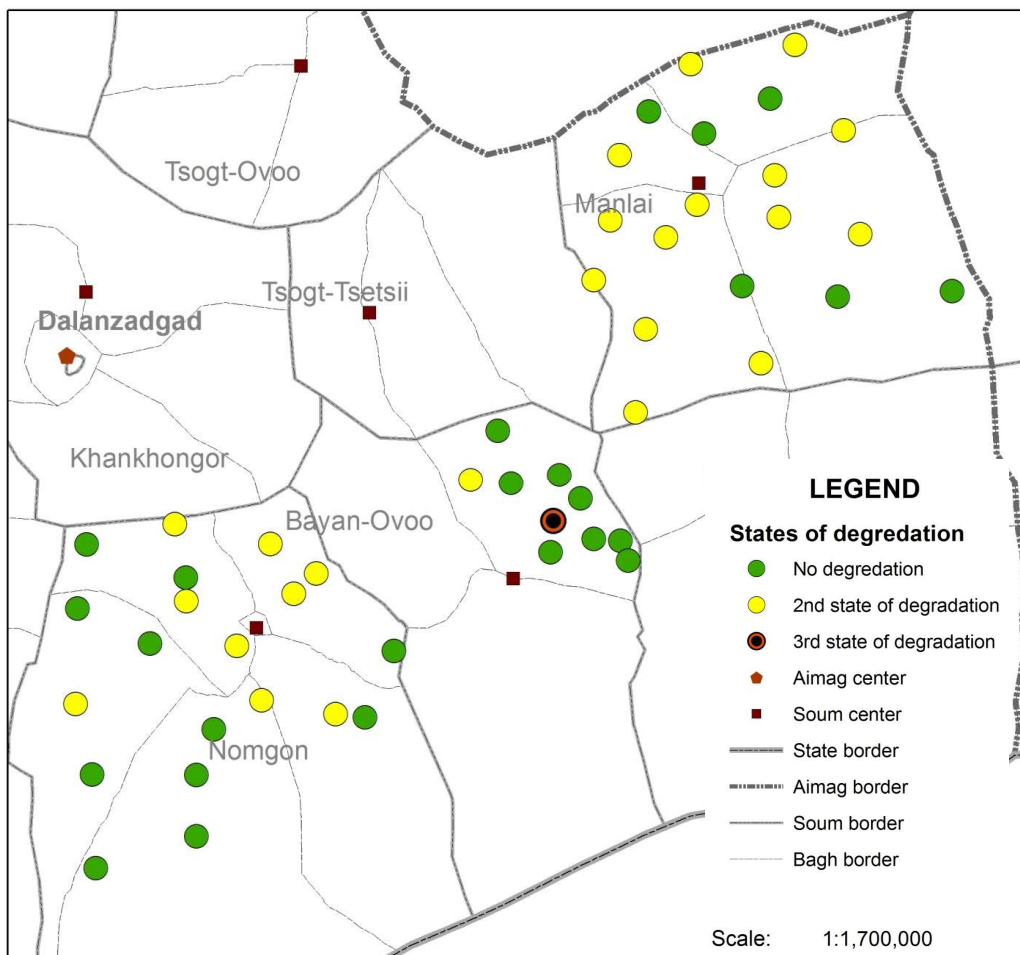 Tsogt-Ovoo
Manlai
Tsogt-Tsetsii
Dalanzadgad
Khankhongor
Bayan-Ovoo
Nomgon
LEGEND
States of degredation
No degredation
2nd state of degradation
3rd state of degradation
Aimag center
Soum center
State border
Aimag border
Soum border
Bagh border
Scale: 1:1,700,000